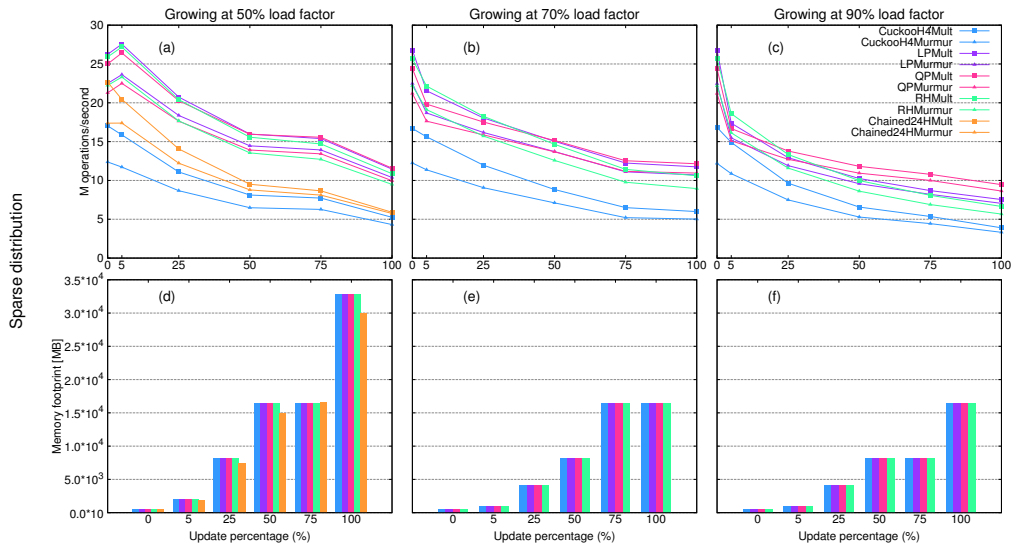 Growing at 50% load factor
Growing at 70% load factor
Growing at 90% load factor
Sparse distribution
M operations/second
30
25
20
15
10
5
0
(a)
(b)
(c)
CuckooH4Mult
CuckooH4Murmur
LPMult
LPMurmur
QPMult
QPMurmur
RHMult
RHMurmur
Chained24HMult
Chained24HMurmur
0 5 25 50 75 100
0 5 25 50 75 100
0 5 25 50 75 100
Memory footprint [MB]
3.5*10^4
3.0*10^4
2.5*10^4
2.0*10^4
1.5*10^4
1.0*10^4
5.0*10^3
0.0*10
(d)
(e)
(f)
0 5 25 50 75 100
0 5 25 50 75 100
0 5 25 50 75 100
Update percentage (%)
Update percentage (%)
Update percentage (%)